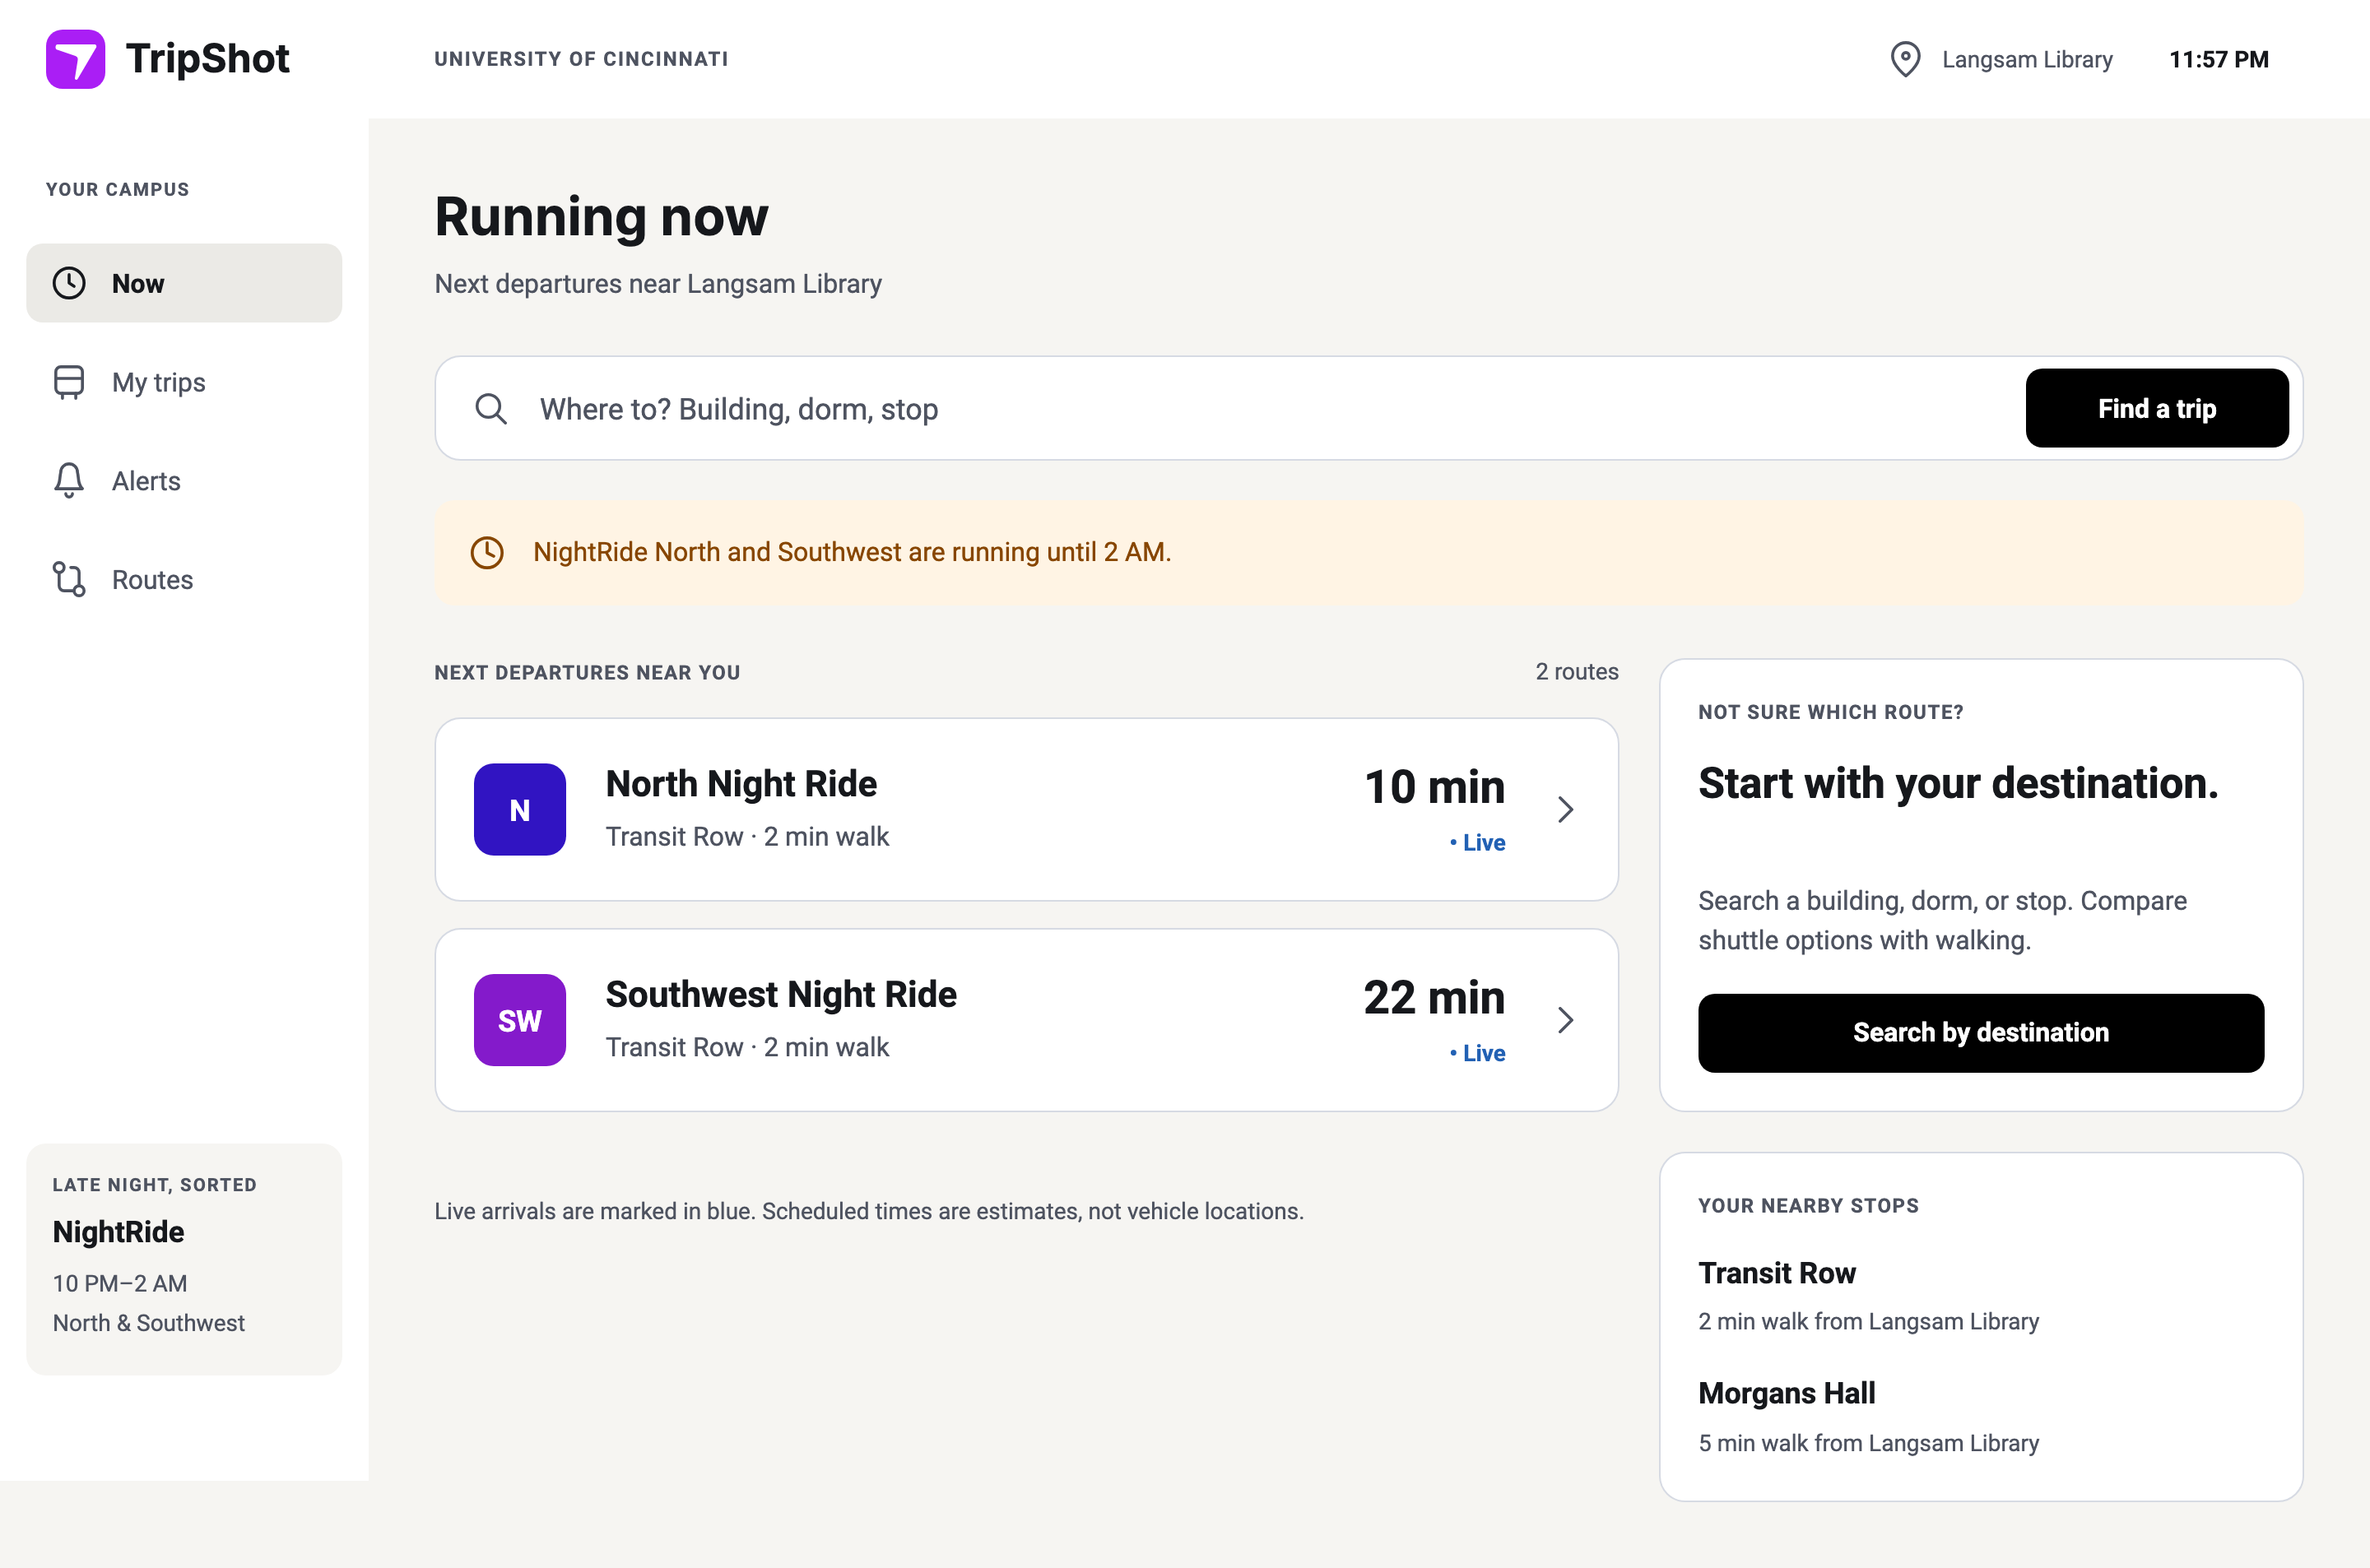 TripShot
UNIVERSITY OF CINCINNATI
Langsam Library
11:57 PM
YOUR CAMPUS
Now
My trips
Alerts
Routes
LATE NIGHT, SORTED
NightRide
10 PM–2 AM
North & Southwest
Running now
Next departures near Langsam Library
Where to? Building, dorm, stop
Find a trip
NightRide North and Southwest are running until 2 AM.
NEXT DEPARTURES NEAR YOU
2 routes
N
North Night Ride
Transit Row · 2 min walk
10 min
• Live
SW
Southwest Night Ride
Transit Row · 2 min walk
22 min
• Live
Live arrivals are marked in blue. Scheduled times are estimates, not vehicle locations.
NOT SURE WHICH ROUTE?
Start with your destination.
Search a building, dorm, or stop. Compare
shuttle options with walking.
Search by destination
YOUR NEARBY STOPS
Transit Row
2 min walk from Langsam Library
Morgans Hall
5 min walk from Langsam Library